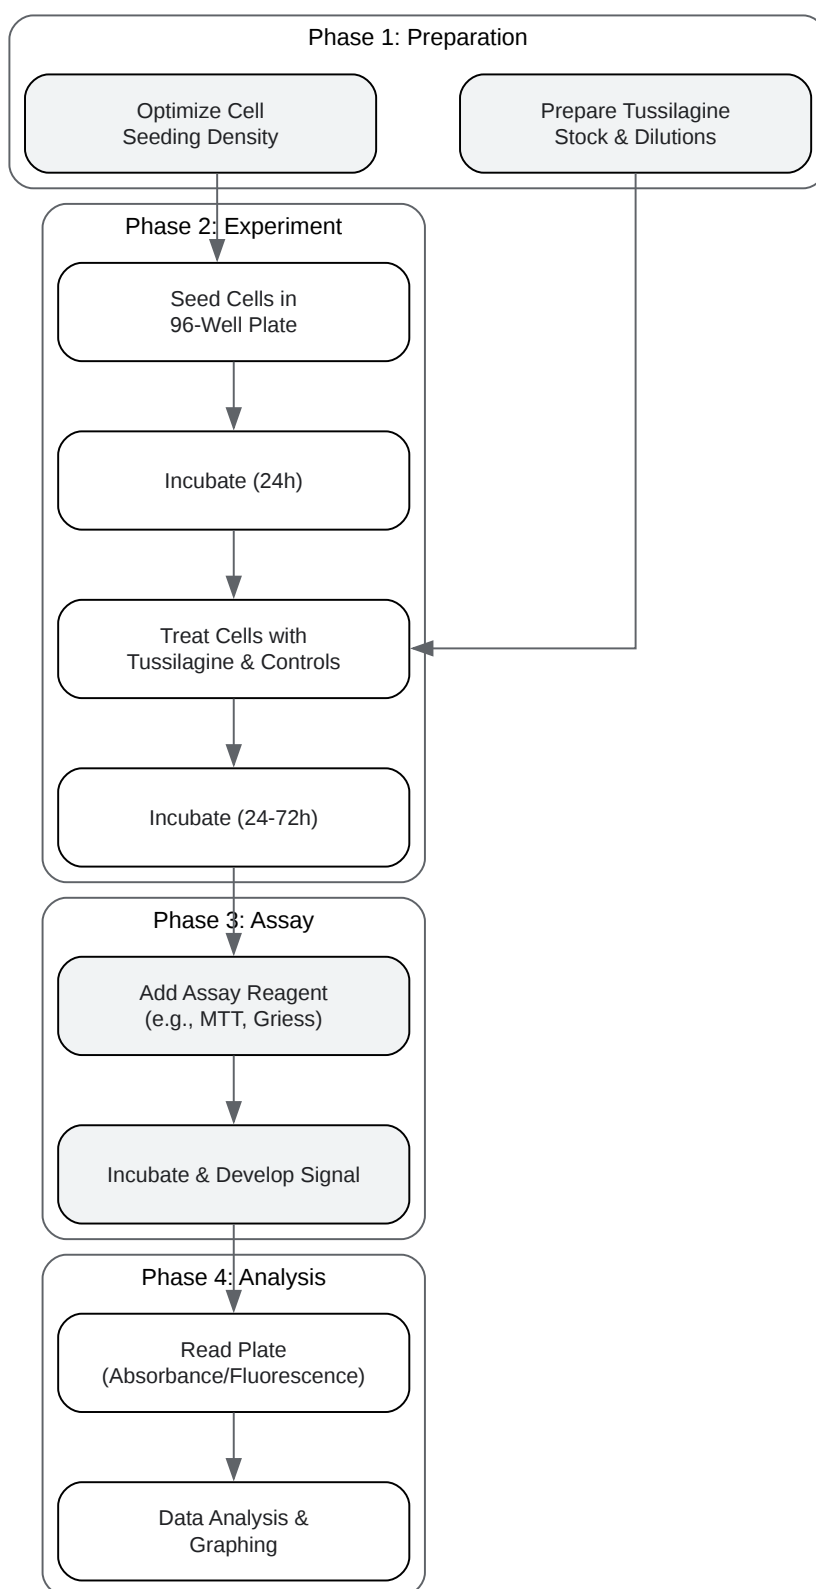 Phase 1: Preparation
Optimize Cell
Seeding Density
Prepare Tussilagine
Stock & Dilutions
Phase 2: Experiment
Seed Cells in
96-Well Plate
Incubate (24h)
Treat Cells with
Tussilagine & Controls
Incubate (24-72h)
Phase 3: Assay
Add Assay Reagent
(e.g., MTT, Griess)
Incubate & Develop Signal
Phase 4: Analysis
Read Plate
(Absorbance/Fluorescence)
Data Analysis &
Graphing